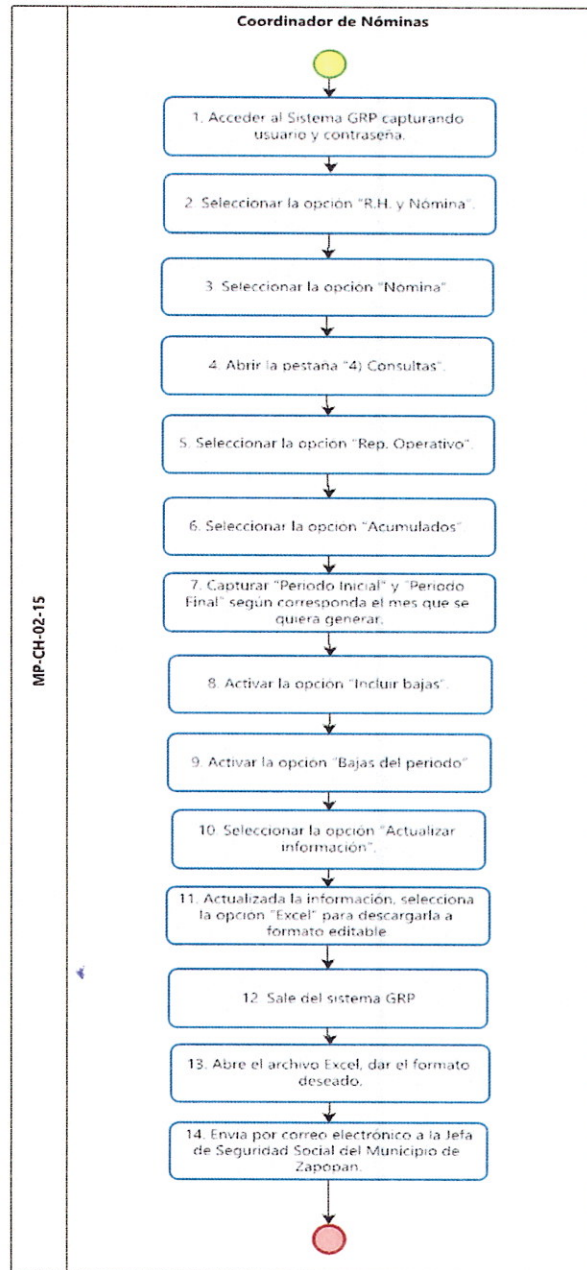 Coordinador de Nóminas
MP-CH-02-15
1. Acceder al Sistema GRP capturando
usuario y contraseña.
2. Seleccionar la opción "R.H. y Nómina".
3. Seleccionar la opción "Nomina".
4. Abrir la pestaña "4) Consultas".
5. Seleccionar la opción "Rep. Operativo".
6. Seleccionar la opción "Acumulados"
7. Capturar "Periodo Inicial" y "Periodo
Final" según corresponda el mes que se
quiera generar.
8. Activar la opción "Incluir bajas".
9. Activar la opción "Bajas del periodo"
10. Seleccionar la opción "Actualizar
información".
11. Actualizada la información, selecciona
la opción "Excel" para descargarla a
formato editable
12. Sale del sistema GRP
13. Abre el archivo Excel, dar el formato
deseado.
14. Envia por correo electrónico a la Jefa
de Seguridad Social del Municipio de
Zapopan.